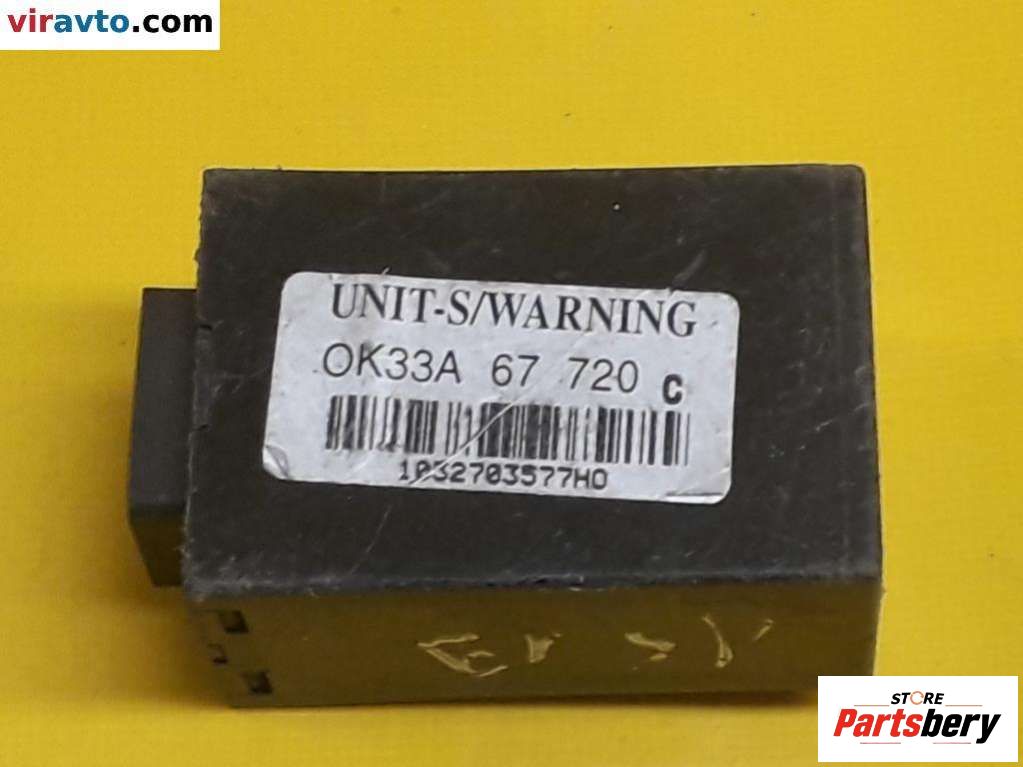 viravto.com
UNIT-S/WARNING
OK33A 67 720 C
1032703577HO
STORE
Partsbery